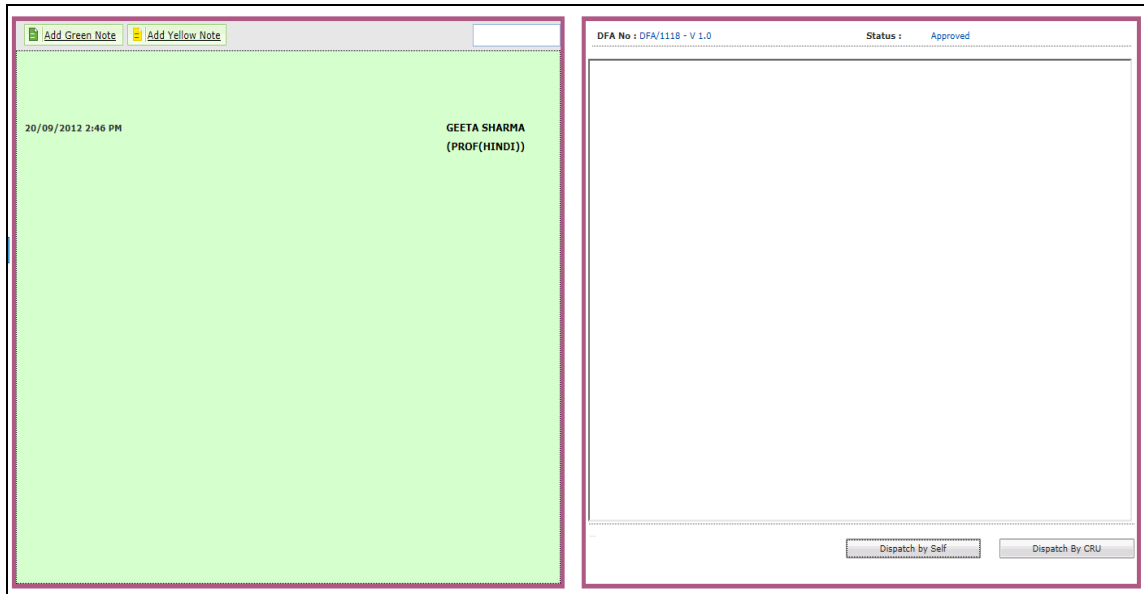 Add Green Note Add Yellow Note
20/09/2012 2:46 PM GEETA SHARMA
(PROF(HINDI))
DFA No : DFA/1118 - V 1.0 Status : Approved
...
Dispatch by Self Dispatch By CRU